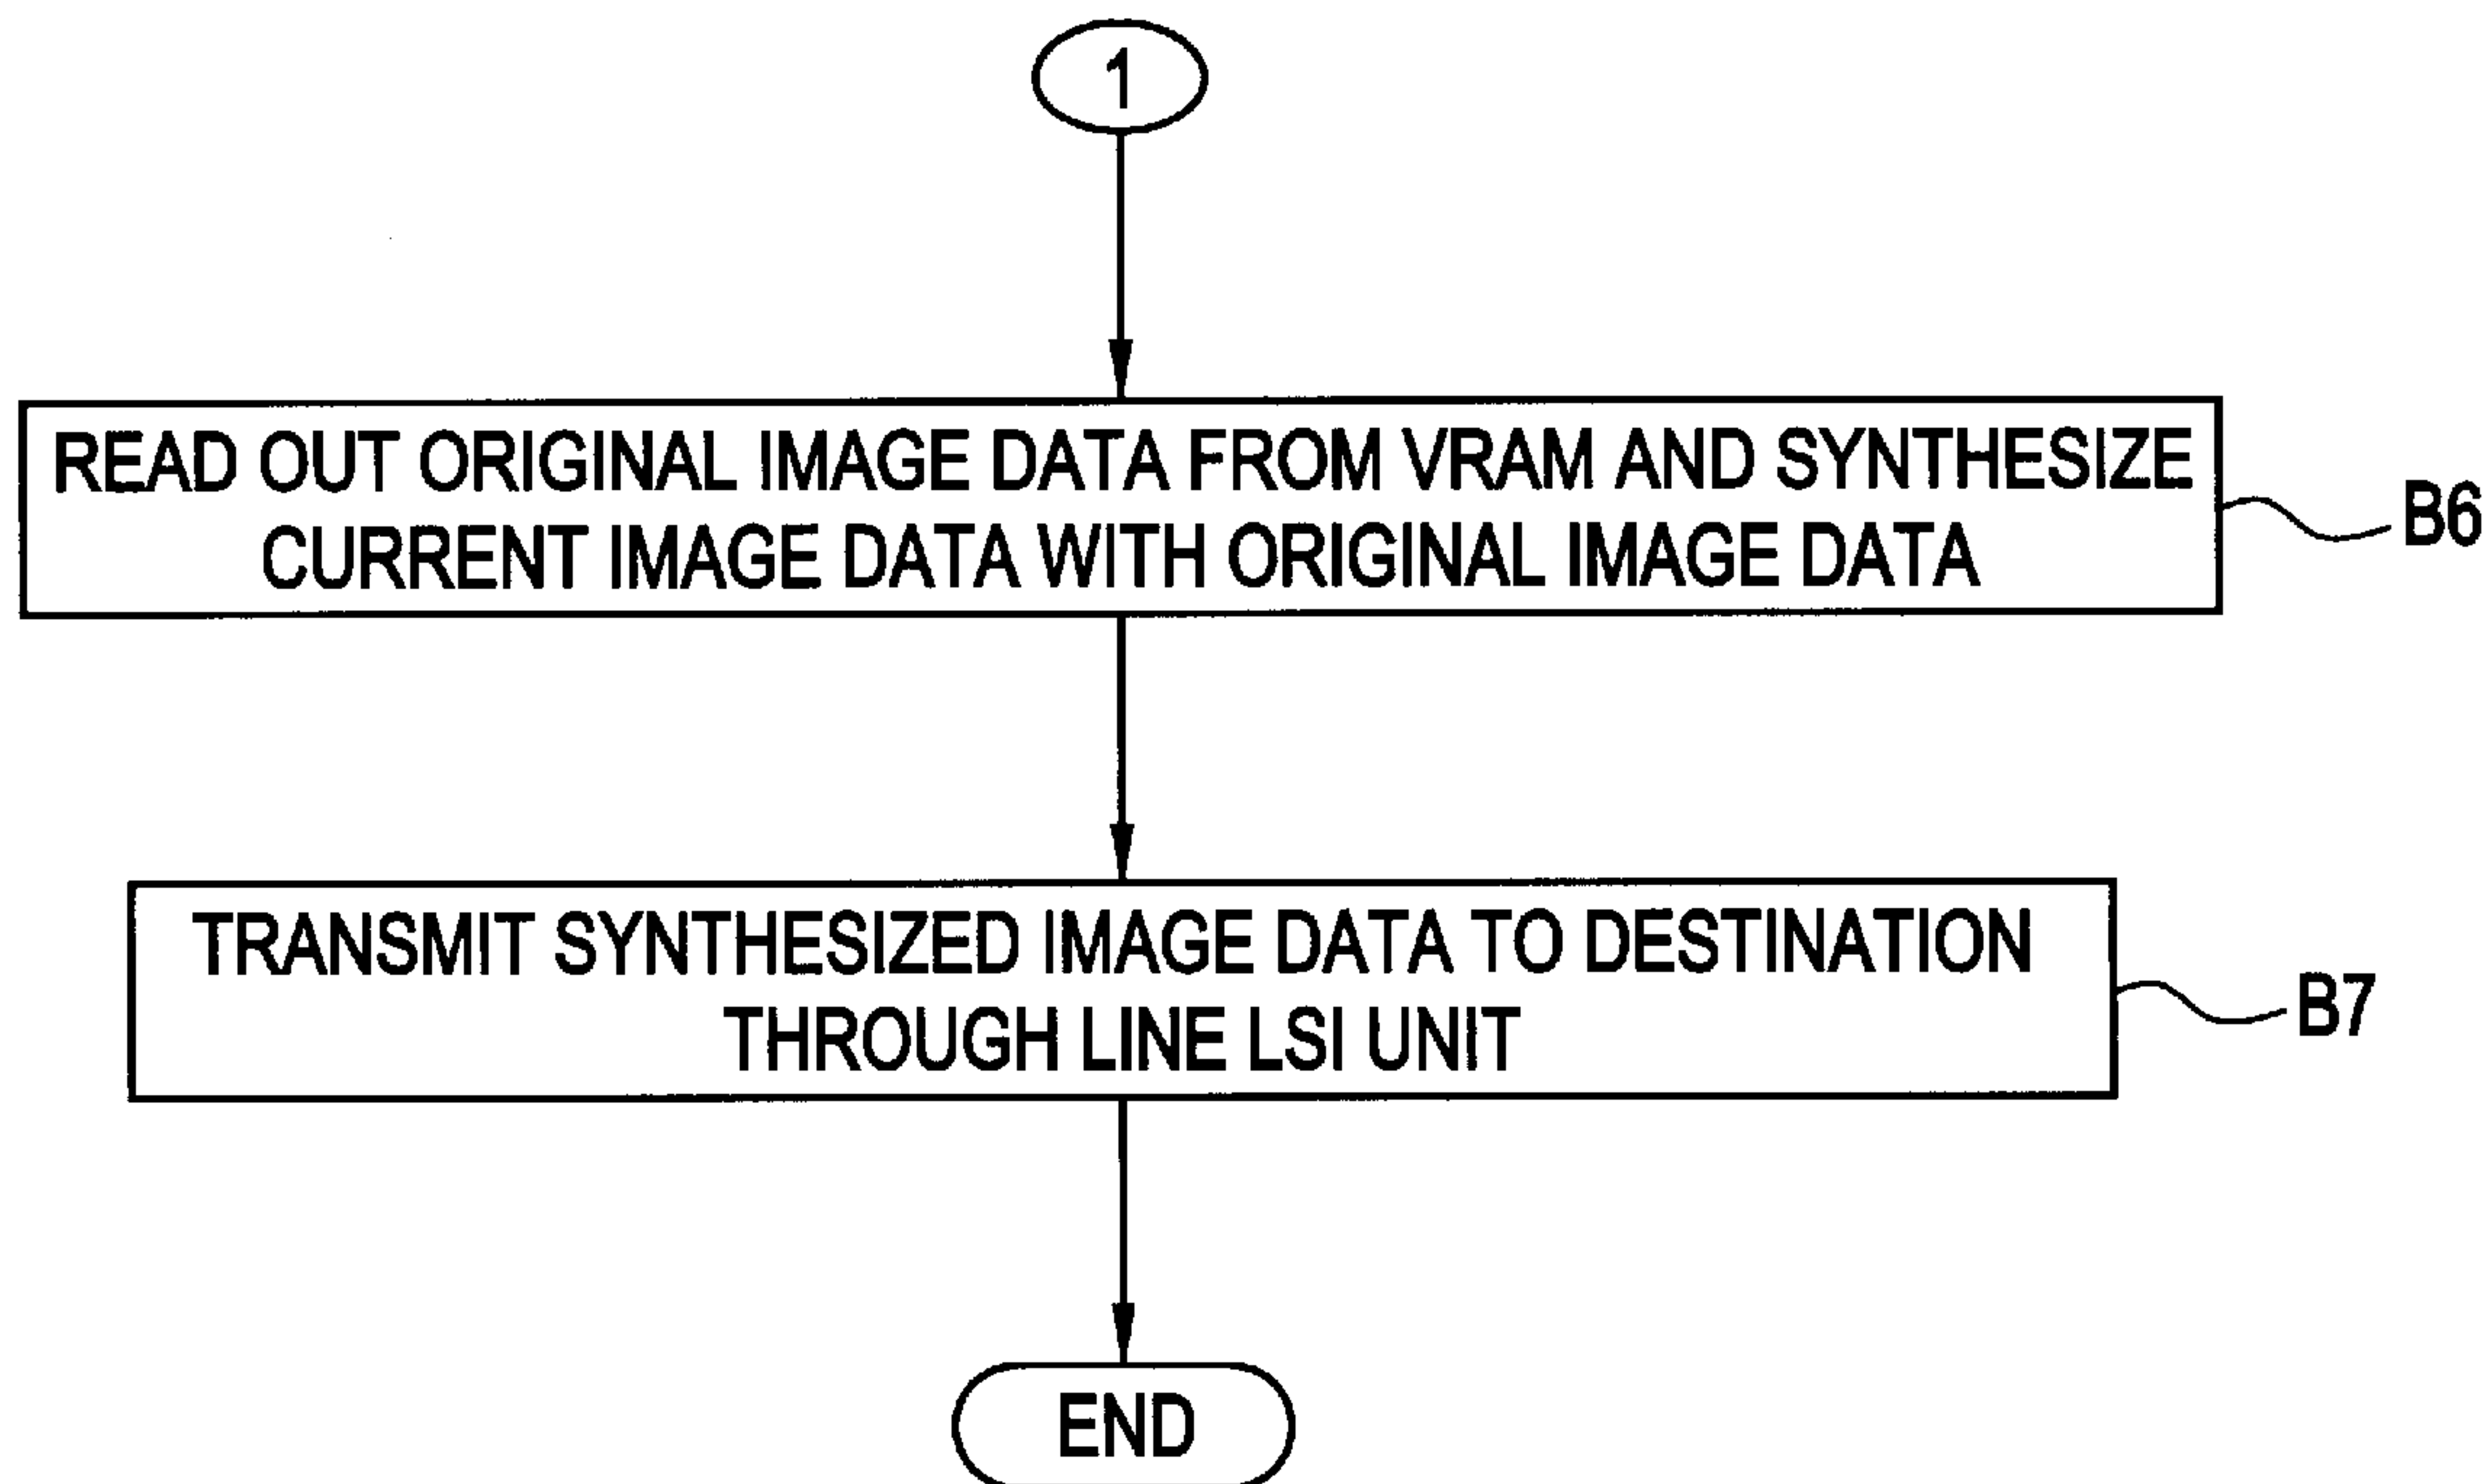 1
READ OUT ORIGINAL IMAGE DATA FROM VRAM AND SYNTHESIZE
CURRENT IMAGE DATA WITH ORIGINAL IMAGE DATA
B6
TRANSMIT SYNTHESIZED IMAGE DATA TO DESTINATION
THROUGH LINE LSI UNIT
B7
END